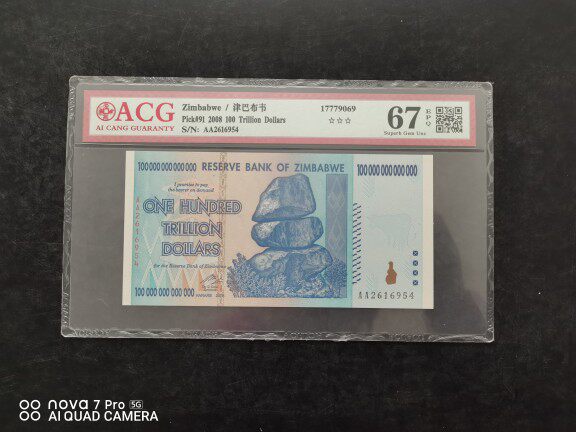 ACG
AI CANG GUARANTY
Zimbabwe / 津巴布韦
Pick#91 2008 100 Trillion Dollars
S/N: AA2616954
17779069
☆☆☆
67
EPQ
Superb Gem Unc
100 000 000 000 000
RESERVE BANK OF ZIMBABWE
100 000 000 000 000
I promise to pay
the bearer on demand
ONE HUNDRED
TRILLION
DOLLARS
for the Reserve Bank of Zimbabwe
100 000 000 000 000
AA2616954
AA2616954
nova 7 Pro 5G
AI QUAD CAMERA